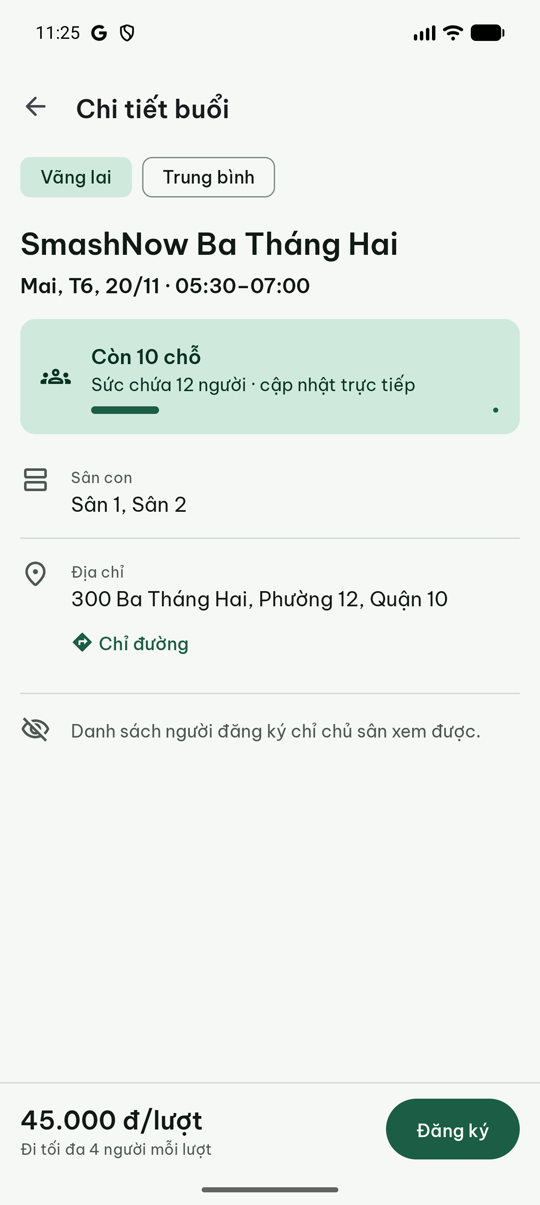 11:25
Chi tiết buổi
Vãng lai
Trung bình
SmashNow Ba Tháng Hai
Mai, T6, 20/11 · 05:30–07:00
Còn 10 chỗ
Sức chứa 12 người · cập nhật trực tiếp
Sân con
Sân 1, Sân 2
Địa chỉ
300 Ba Tháng Hai, Phường 12, Quận 10
Chỉ đường
Danh sách người đăng ký chỉ chủ sân xem được.
45.000 đ/lượt
Đi tối đa 4 người mỗi lượt
Đăng ký